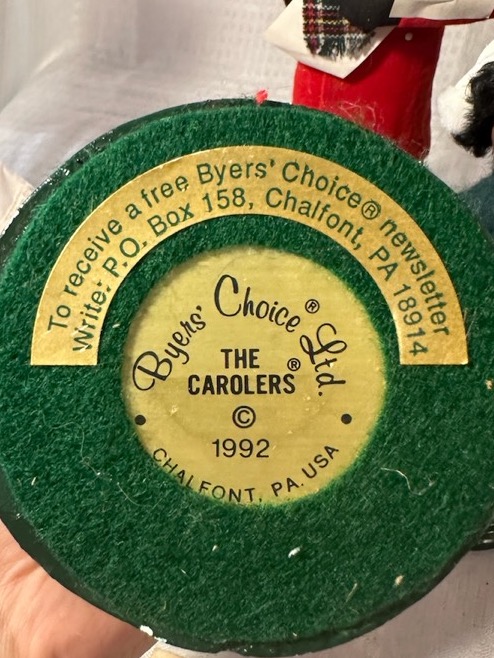 To receive a free Byers' Choice® newsletter
Write: P.O. Box 158, Chalfont, PA 18914
Byers' Choice® Ltd.
THE
CAROLERS®
©
1992
CHALFONT, PA. USA